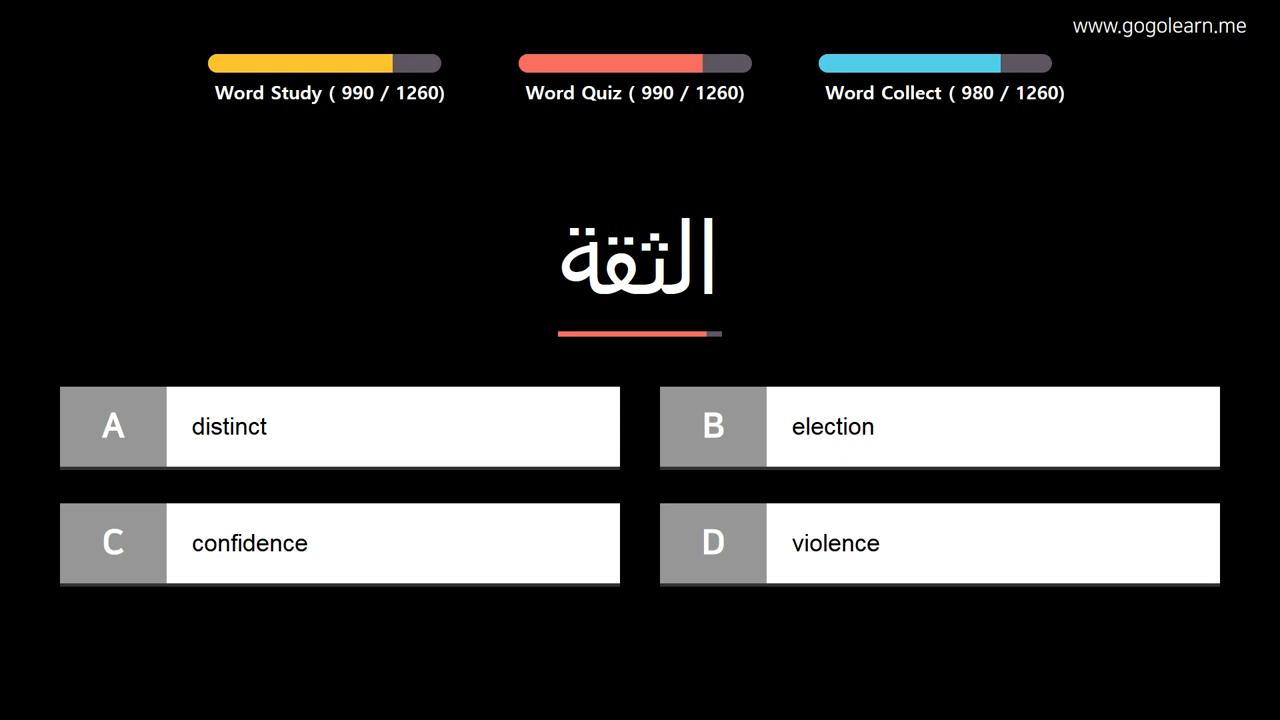 www.gogolearn.me
Word Study ( 990 / 1260)
Word Quiz ( 990 / 1260)
Word Collect ( 980 / 1260)
الثقة
A distinct
B election
C confidence
D violence